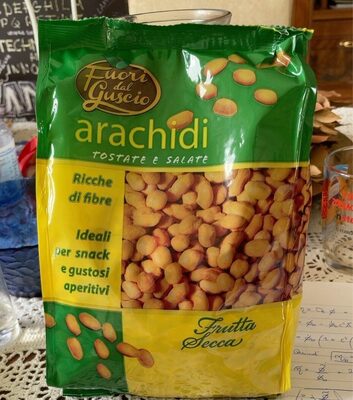 Fuori
dal
Guscio
arachidi
TOSTATE E SALATE
Ricche
di fibre
Ideali
per snack
e gustosi
aperitivi
Frutta
Secca